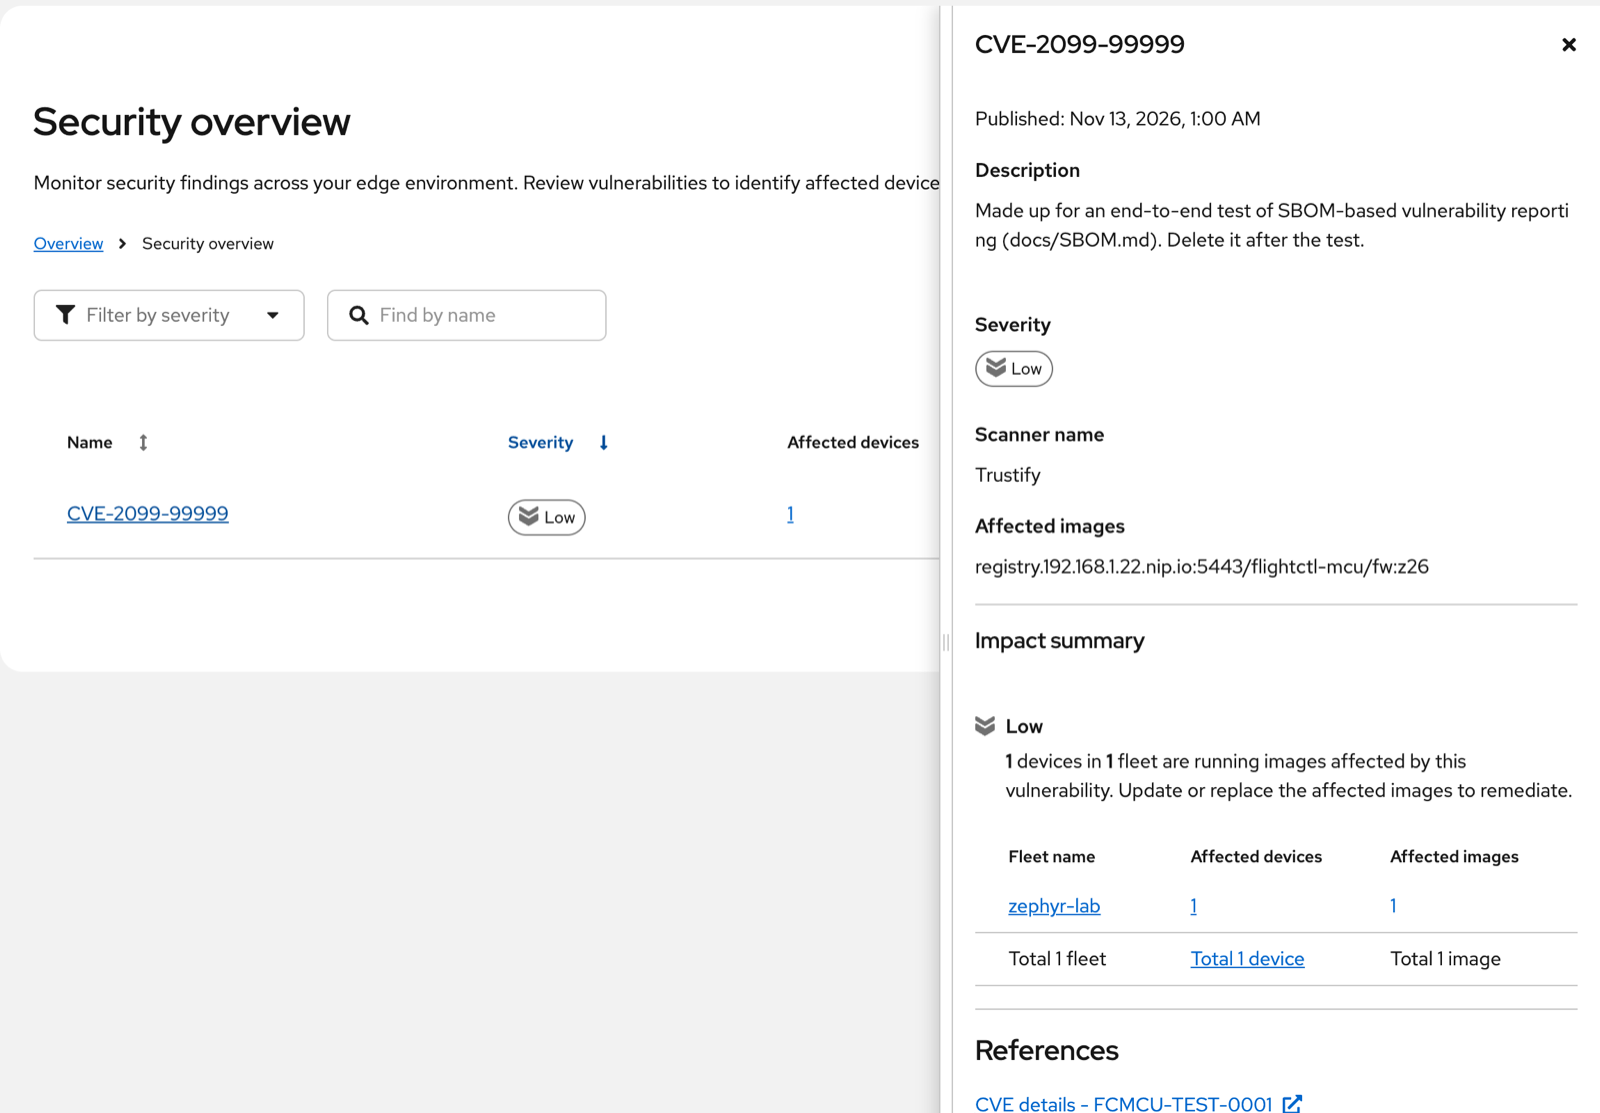 Security overview
Monitor security findings across your edge environment. Review vulnerabilities to identify affected device
Overview > Security overview
Filter by severity
Find by name
Name Severity Affected devices
CVE-2099-99999 Low 1
CVE-2099-99999
Published: Nov 13, 2026, 1:00 AM
Description
Made up for an end-to-end test of SBOM-based vulnerability reporti
ng (docs/SBOM.md). Delete it after the test.
Severity
Low
Scanner name
Trustify
Affected images
registry.192.168.1.22.nip.io:5443/flightctl-mcu/fw:z26
Impact summary
Low
1 devices in 1 fleet are running images affected by this
vulnerability. Update or replace the affected images to remediate.
Fleet name Affected devices Affected images
zephyr-lab 1 1
Total 1 fleet Total 1 device Total 1 image
References
CVE details - FCMCU-TEST-0001